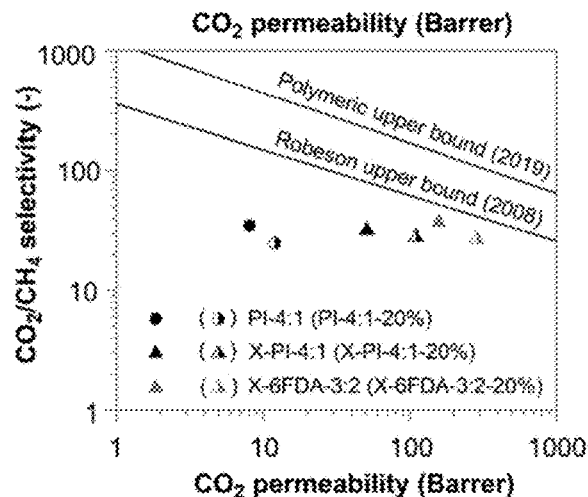 CO₂ permeability (Barrer)
1000
100
10
1
CO₂/CH₄ selectivity (-)
Polymeric upper bound (2019)
Robeson upper bound (2008)
( ) PI-4:1 (PI-4:1-20%)
( ) X-PI-4:1 (X-PI-4:1-20%)
( ) X-6FDA-3:2 (X-6FDA-3:2-20%)
1 10 100 1000
CO₂ permeability (Barrer)